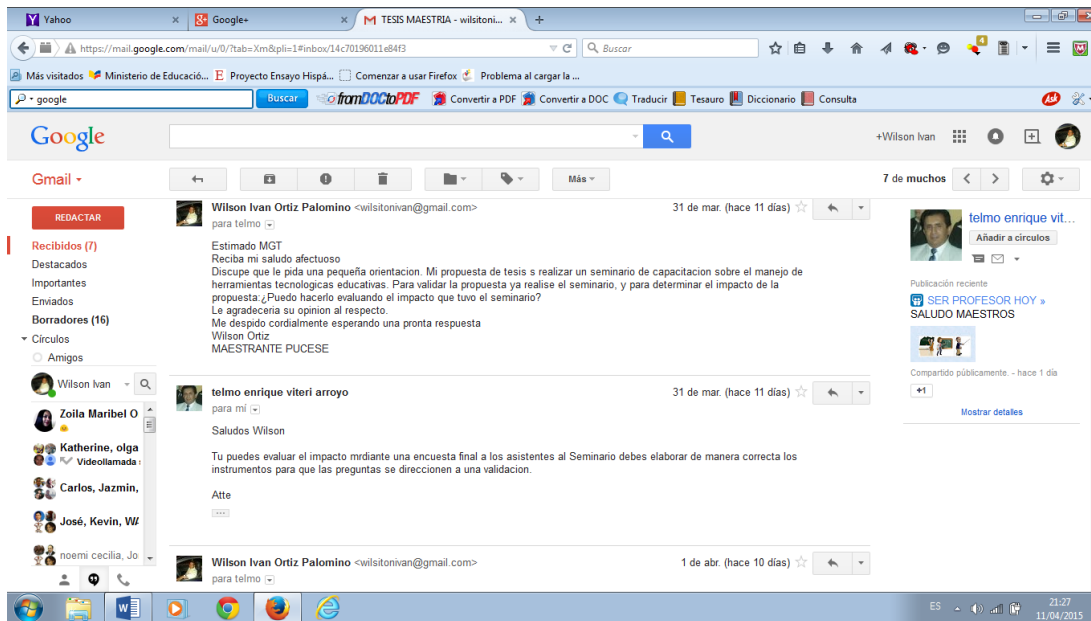 Yahoo
Google+
TESIS MAESTRIA - wilsitoni...
https://mail.google.com/mail/u/0/?tab=Xm&pli=1#inbox/14c70196011e84f3
Buscar
Más visitados
Ministerio de Educació...
Proyecto Ensayo Hispá...
Comenzar a usar Firefox
Problema al cargar la ...
google
Buscar
fromDOCtoPDF
Convertir a PDF
Convertir a DOC
Traducir
Tesauro
Diccionario
Consulta
Ask
Google
+Wilson Ivan
Gmail
Más
7 de muchos
REDACTAR
Recibidos (7)
Destacados
Importantes
Enviados
Borradores (16)
Círculos
Amigos
Wilson Ivan
Zoila Maribel O
Katherine, olga
Videollamada
Carlos, Jazmin,
José, Kevin, WA
noemi cecilia, Jo
Wilson Ivan Ortiz Palomino <wilsitonivan@gmail.com>
31 de mar. (hace 11 días)
para telmo
Estimado MGT
Reciba mi saludo afectuoso
Discupe que le pida una pequeña orientacion. Mi propuesta de tesis s realizar un seminario de capacitacion sobre el manejo de
herramientas tecnologicas educativas. Para validar la propuesta ya realise el seminario, y para determinar el impacto de la
propuesta:¿Puedo hacerlo evaluando el impacto que tuvo el seminario?
Le agradeceria su opinion al respecto.
Me despido cordialmente esperando una pronta respuesta
Wilson Ortiz
MAESTRANTE PUCESE
telmo enrique viteri arroyo
31 de mar. (hace 11 días)
para mí
Saludos Wilson
Tu puedes evaluar el impacto mrdiante una encuesta final a los asistentes al Seminario debes elaborar de manera correcta los
instrumentos para que las preguntas se direccionen a una validacion.
Atte
Wilson Ivan Ortiz Palomino <wilsitonivan@gmail.com>
1 de abr. (hace 10 días)
para telmo
telmo enrique vit...
Añadir a círculos
Publicación reciente
SER PROFESOR HOY »
SALUDO MAESTROS
Compartido públicamente. - hace 1 día
+1
Mostrar detalles
ES
21:27
11/04/2015